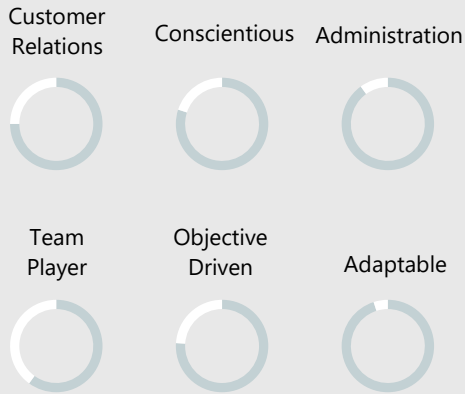 Customer
Relations
Conscientious
Administration
Team
Player
Objective
Driven
Adaptable